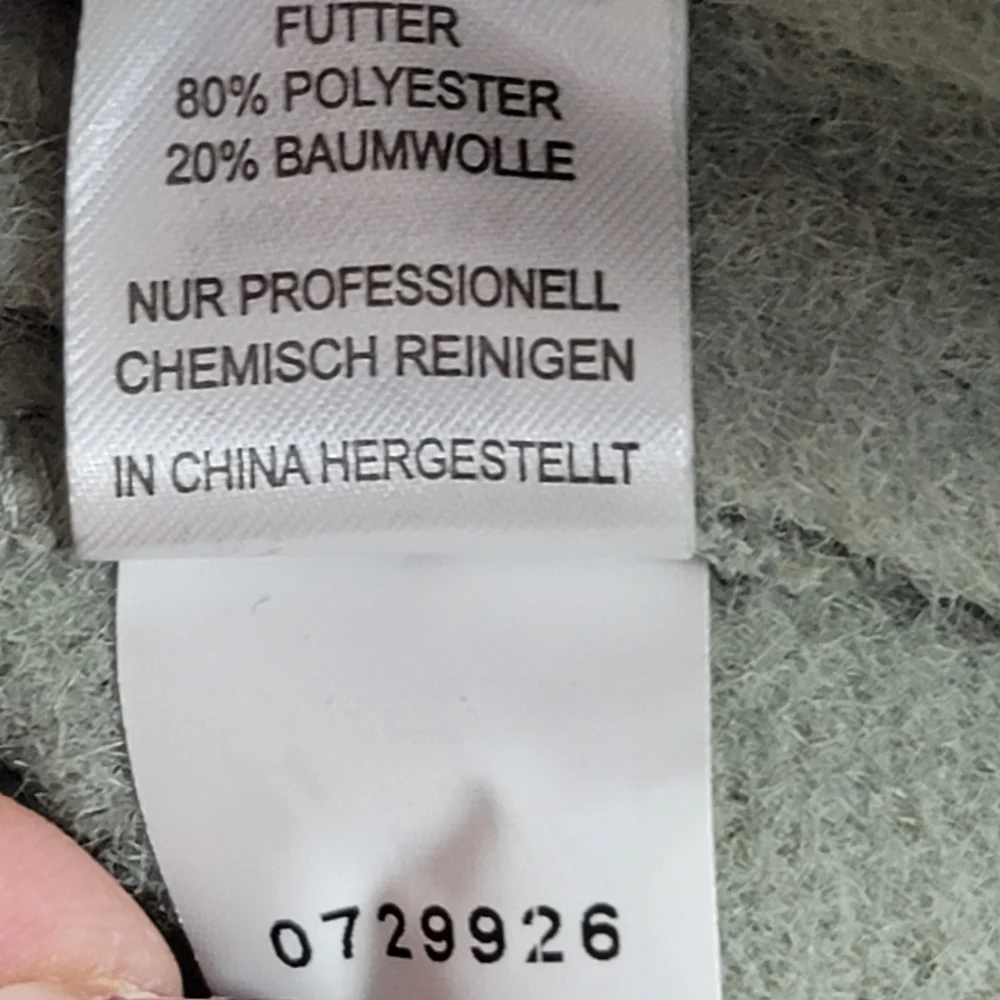 FUTTER
80% POLYESTER
20% BAUMWOLLE
NUR PROFESSIONELL
CHEMISCH REINIGEN
IN CHINA HERGESTELLT
0729926